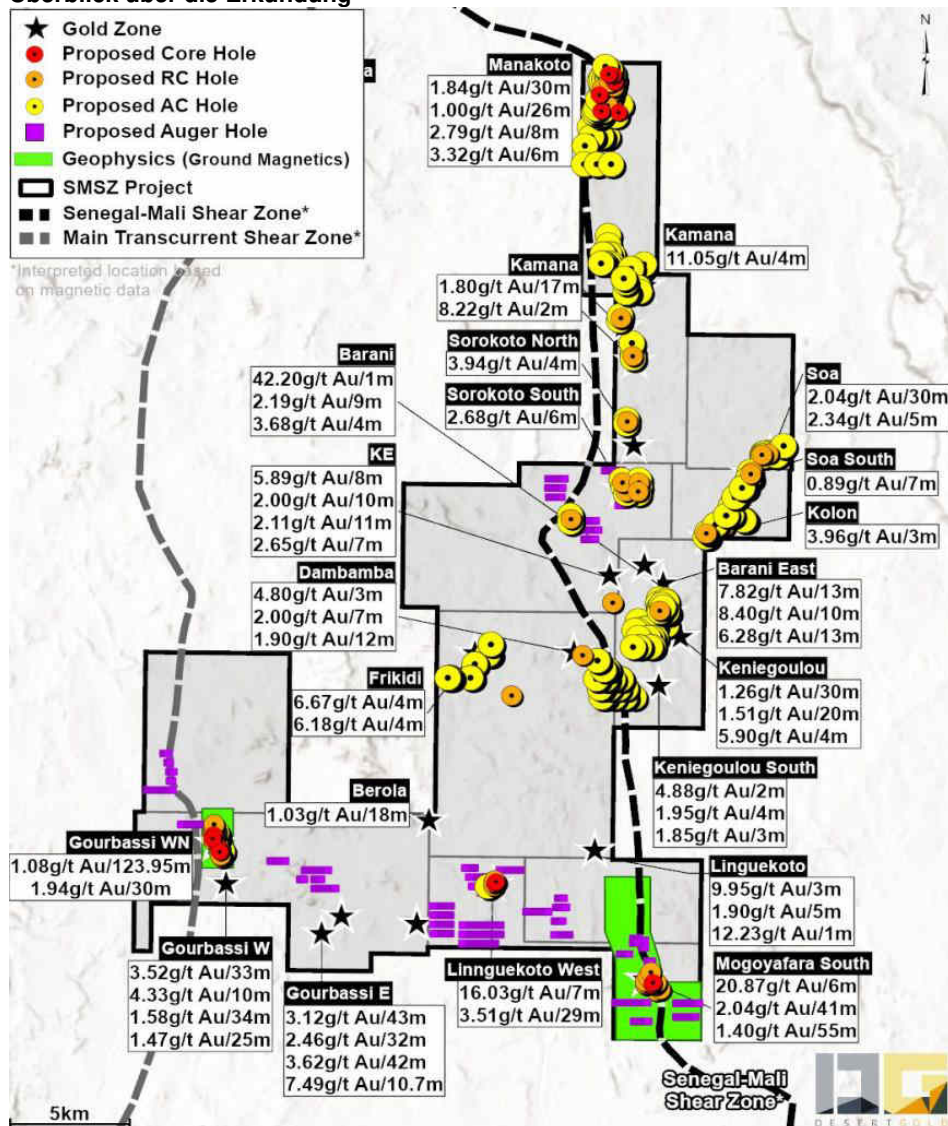 Überblick über die Erkundung
Gold Zone
Proposed Core Hole
Proposed RC Hole
Proposed AC Hole
Proposed Auger Hole
Geophysics (Ground Magnetics)
SMSZ Project
Senegal-Mali Shear Zone*
Main Transcurrent Shear Zone*
*Interpreted location based
on magnetic data
a
N
Manakoto
1.84g/t Au/30m
1.00g/t Au/26m
2.79g/t Au/8m
3.32g/t Au/6m
Kamana
11.05g/t Au/4m
Kamana
1.80g/t Au/17m
8.22g/t Au/2m
Sorokoto North
3.94g/t Au/4m
Sorokoto South
2.68g/t Au/6m
Barani
42.20g/t Au/1m
2.19g/t Au/9m
3.68g/t Au/4m
KE
5.89g/t Au/8m
2.00g/t Au/10m
2.11g/t Au/11m
2.65g/t Au/7m
Dambamba
4.80g/t Au/3m
2.00g/t Au/7m
1.90g/t Au/12m
Soa
2.04g/t Au/30m
2.34g/t Au/5m
Soa South
0.89g/t Au/7m
Kolon
3.96g/t Au/3m
Barani East
7.82g/t Au/13m
8.40g/t Au/10m
6.28g/t Au/13m
Keniegoulou
1.26g/t Au/30m
1.51g/t Au/20m
5.90g/t Au/4m
Frikidi
6.67g/t Au/4m
6.18g/t Au/4m
Keniegoulou South
4.88g/t Au/2m
1.95g/t Au/4m
1.85g/t Au/3m
Berola
1.03g/t Au/18m
Gourbassi WN
1.08g/t Au/123.95m
1.94g/t Au/30m
Linguekoto
9.95g/t Au/3m
1.90g/t Au/5m
12.23g/t Au/1m
Gourbassi W
3.52g/t Au/33m
4.33g/t Au/10m
1.58g/t Au/34m
1.47g/t Au/25m
Gourbassi E
3.12g/t Au/43m
2.46g/t Au/32m
3.62g/t Au/42m
7.49g/t Au/10.7m
Linnguekoto West
16.03g/t Au/7m
3.51g/t Au/29m
Mogoyafara South
20.87g/t Au/6m
2.04g/t Au/41m
1.40g/t Au/55m
Senegal-Mali
Shear Zone*
5km
DG
DESERT GOLD